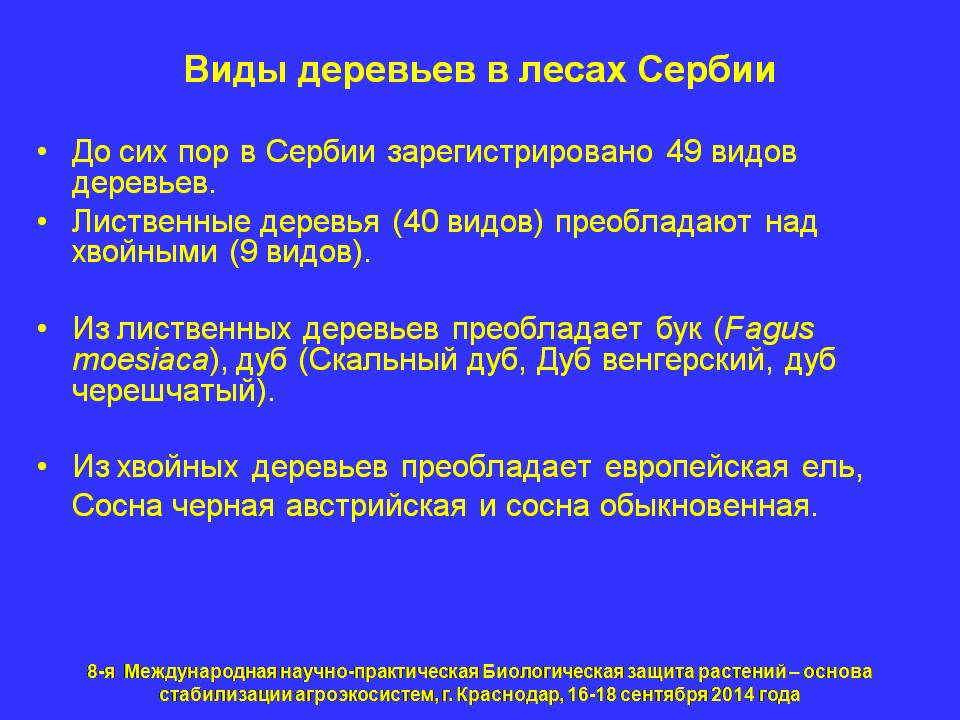 Виды деревьев в лесах Сербии
• До сих пор в Сербии зарегистрировано 49 видов
деревьев.
• Лиственные деревья (40 видов) преобладают над
хвойными (9 видов).
• Из лиственных деревьев преобладает бук (Fagus
moesiaca), дуб (Скальный дуб, Дуб венгерский, дуб
черешчатый).
• Из хвойных деревьев преобладает европейская ель,
Сосна черная австрийская и сосна обыкновенная.
8-я Международная научно-практическая Биологическая защита растений – основа
стабилизации агроэкосистем, г. Краснодар, 16-18 сентября 2014 года